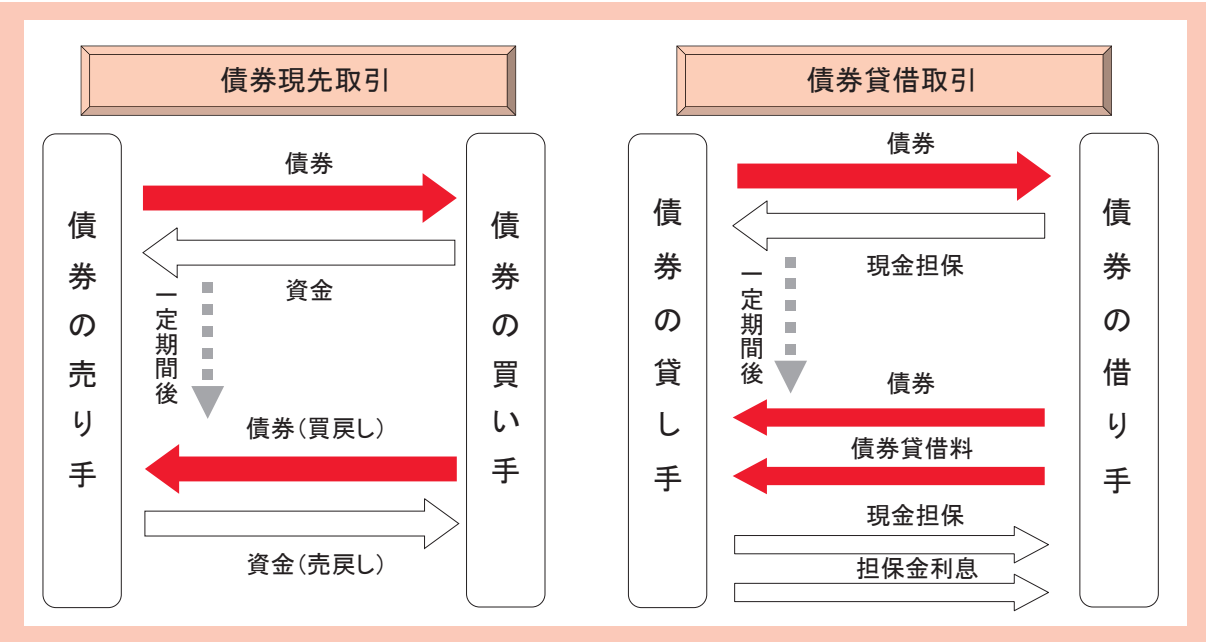 債券現先取引
債券の売り手
債券
資金
一定期間後
債券(買戻し)
資金(売戻し)
債券の買い手
債券貸借取引
債券の貸し手
債券
現金担保
一定期間後
債券
債券貸借料
現金担保
担保金利息
債券の借り手